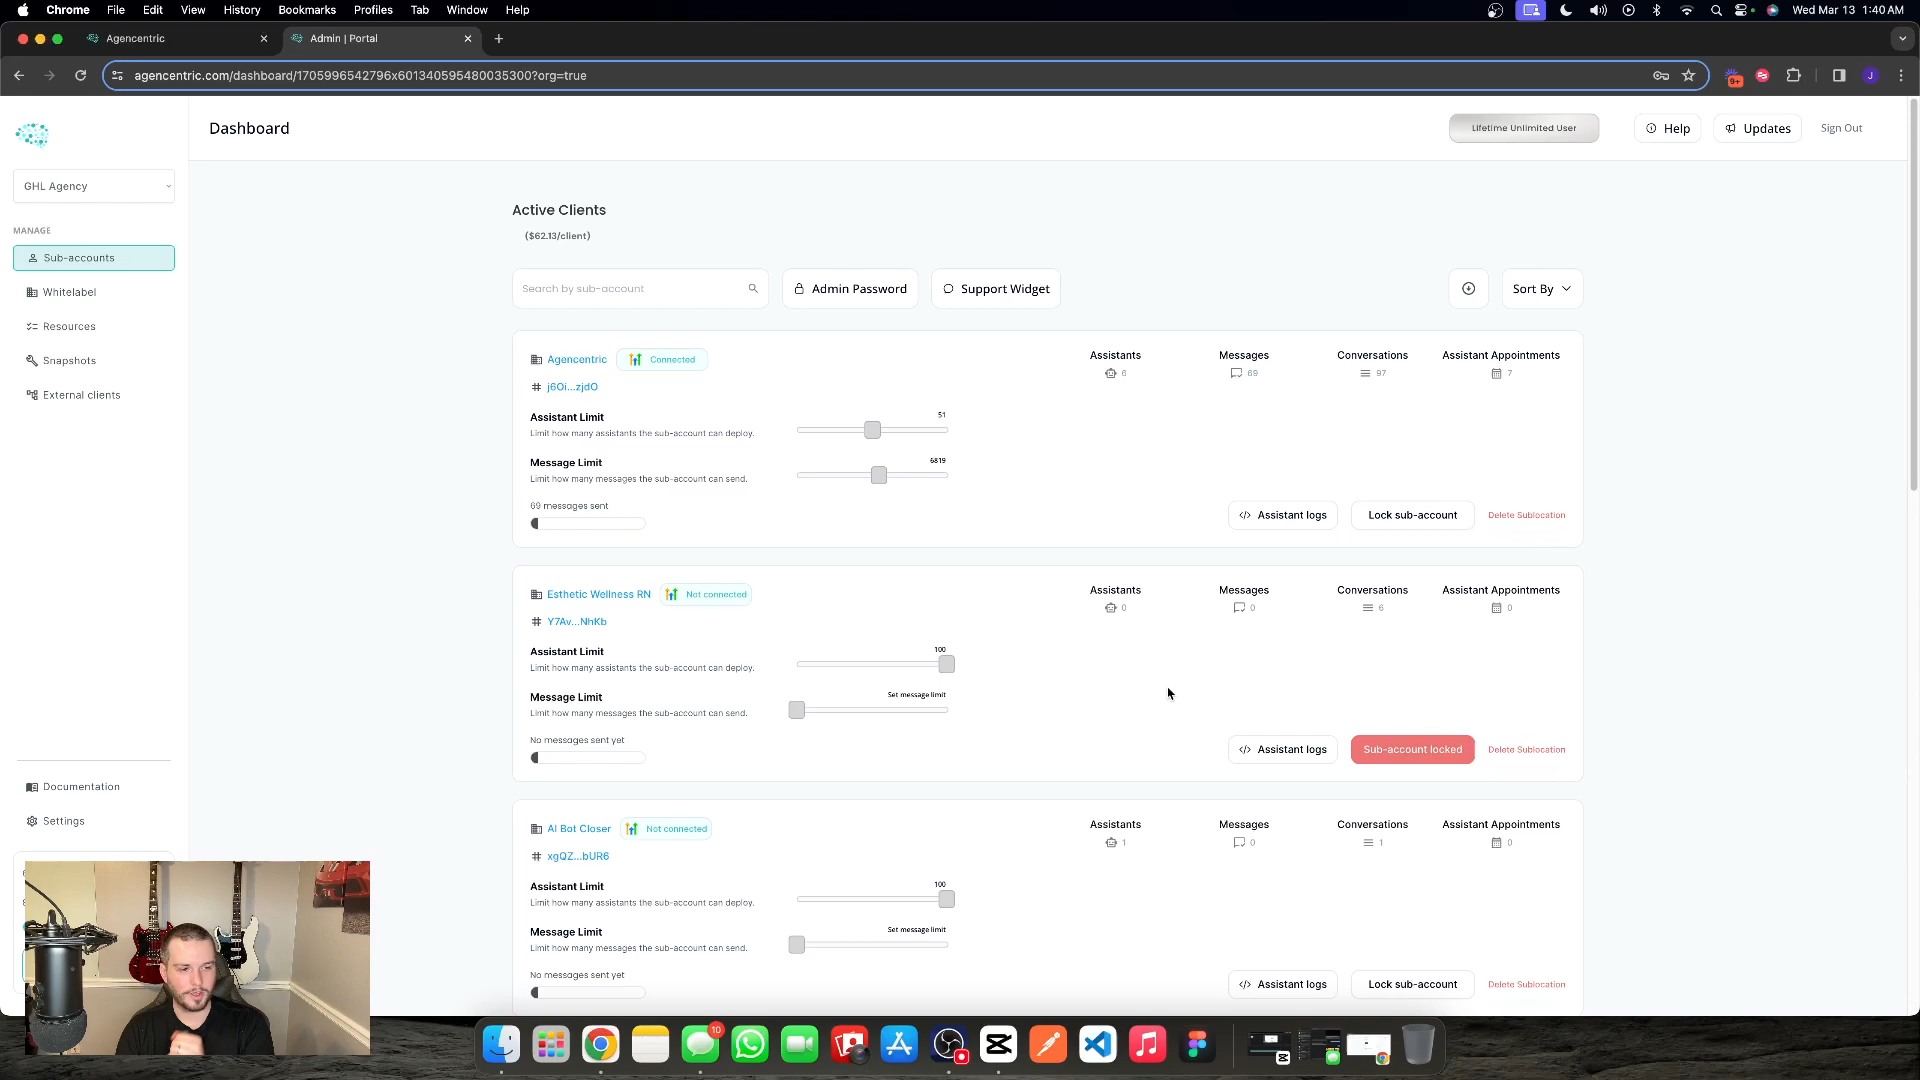 Chrome File Edit View History Bookmarks Profiles Tab Window Help
Wed Mar 13 1:40 AM
Agencentric
Admin | Portal
agencentric.com/dashboard/1705996542796x601340595480035300?org=true
9+
J
Dashboard
Lifetime Unlimited User
Help
Updates
Sign Out
GHL Agency
MANAGE
Sub-accounts
Whitelabel
Resources
Snapshots
External clients
Documentation
Settings
Active Clients
($62.13/client)
Search by sub-account
Admin Password
Support Widget
Sort By
Agencentric
Connected
j6Oi...zjdO
Assistants
6
Messages
69
Conversations
97
Assistant Appointments
7
Assistant Limit
51
Limit how many assistants the sub-account can deploy.
Message Limit
6819
Limit how many messages the sub-account can send.
69 messages sent
Assistant logs
Lock sub-account
Delete Sublocation
Esthetic Wellness RN
Not connected
Y7Av...NhKb
Assistants
0
Messages
0
Conversations
6
Assistant Appointments
0
Assistant Limit
100
Limit how many assistants the sub-account can deploy.
Message Limit
Set message limit
Limit how many messages the sub-account can send.
No messages sent yet
Assistant logs
Sub-account locked
Delete Sublocation
AI Bot Closer
Not connected
xgQZ...bUR6
Assistants
1
Messages
0
Conversations
1
Assistant Appointments
0
Assistant Limit
100
Limit how many assistants the sub-account can deploy.
Message Limit
Set message limit
Limit how many messages the sub-account can send.
No messages sent yet
Assistant logs
Lock sub-account
Delete Sublocation
10